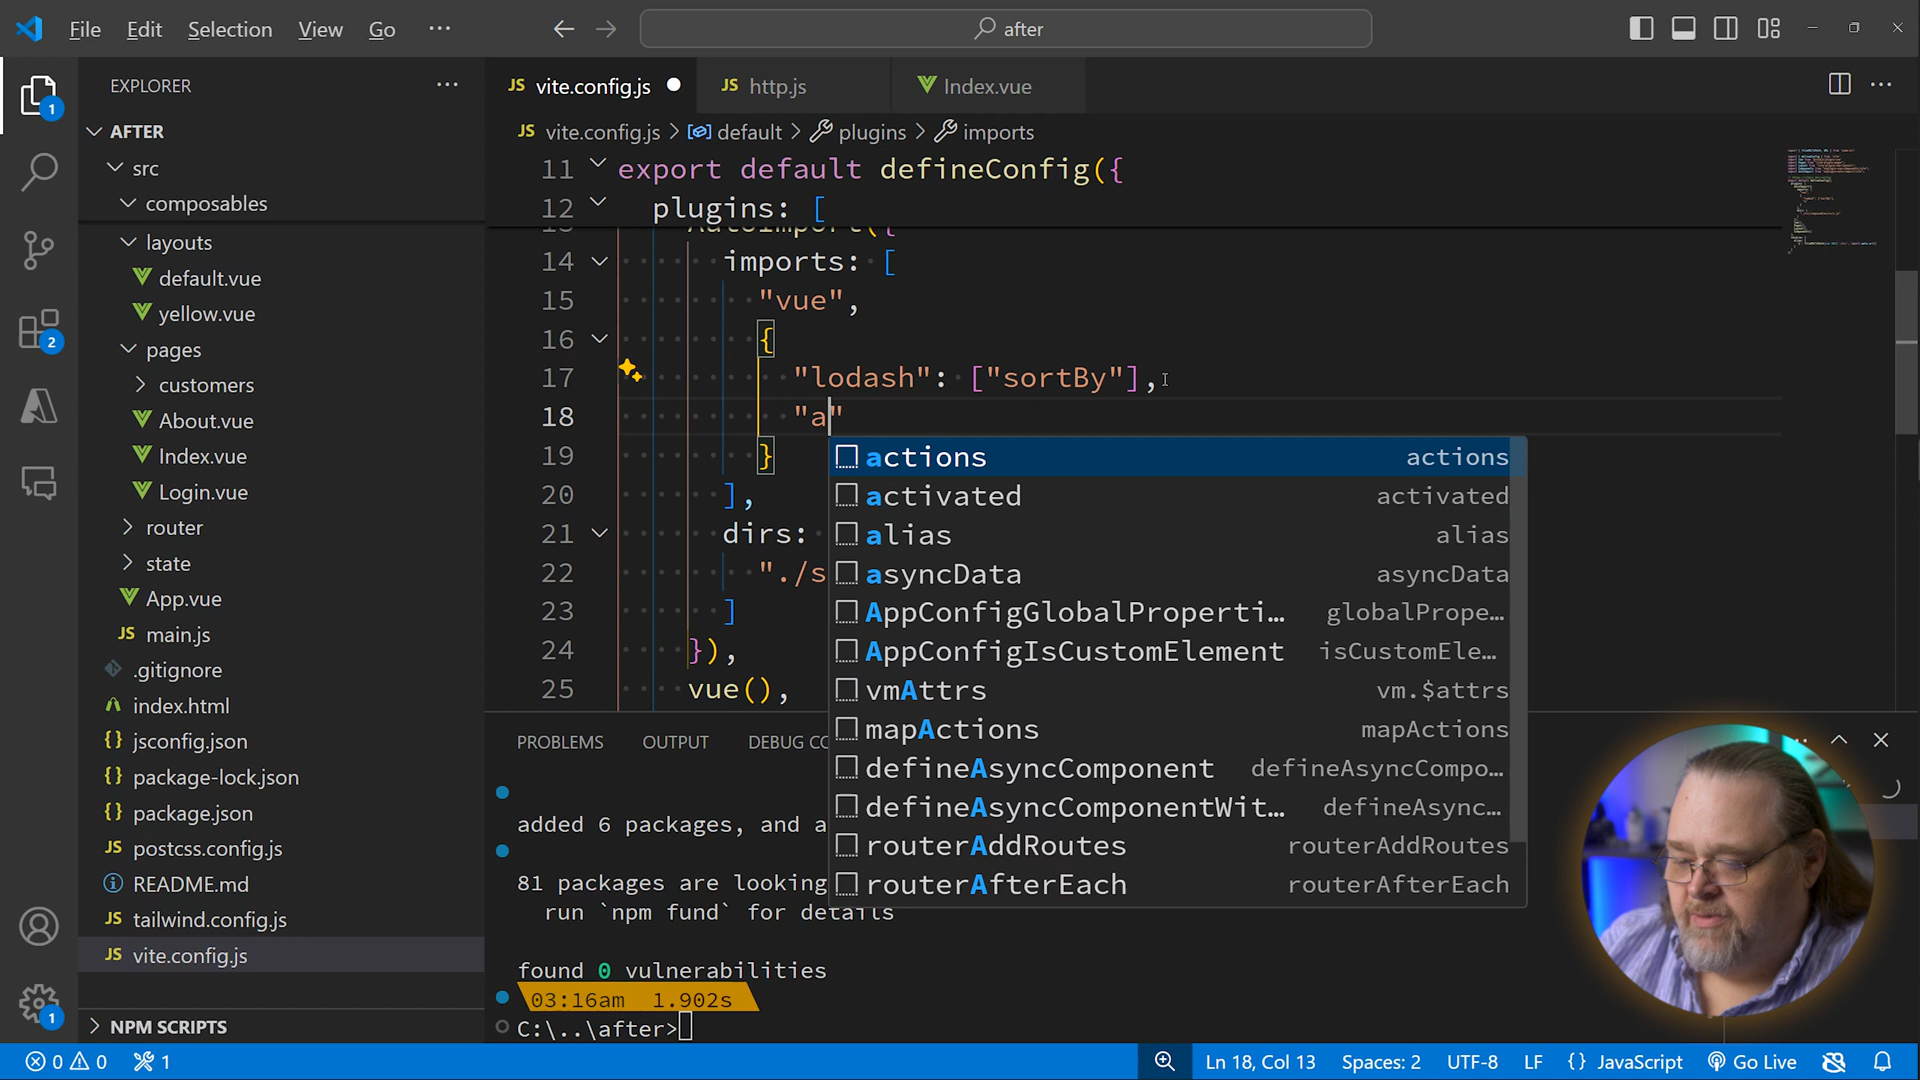 File Edit Selection View Go ···
after
EXPLORER
AFTER
src
composables
layouts
default.vue
yellow.vue
pages
customers
About.vue
Index.vue
Login.vue
router
state
App.vue
main.js
.gitignore
index.html
jsconfig.json
package-lock.json
package.json
postcss.config.js
README.md
tailwind.config.js
vite.config.js
NPM SCRIPTS
1
2
1
JS vite.config.js
JS http.js
Index.vue
JS vite.config.js > default > plugins > imports
11 export default defineConfig({
12 plugins: [
13 AutoImport({
14 imports: [
15 "vue",
16 {
17 "lodash": ["sortBy"],
18 "a"
19 }
20 ],
21 dirs:
22 "./s
23 ]
24 }),
25 vue(),
actions actions
activated activated
alias alias
asyncData asyncData
AppConfigGlobalProperti… globalPrope…
AppConfigIsCustomElement isCustomEle…
vmAttrs vm.$attrs
mapActions mapActions
defineAsyncComponent defineAsyncCompo…
defineAsyncComponentWit… defineAsync…
routerAddRoutes routerAddRoutes
routerAfterEach routerAfterEach
PROBLEMS OUTPUT DEBUG CO
added 6 packages, and a
81 packages are looking
run `npm fund` for details
found 0 vulnerabilities
03:16am 1.902s
C:\..\after>
0 0 1
Ln 18, Col 13 Spaces: 2 UTF-8 LF {} JavaScript Go Live